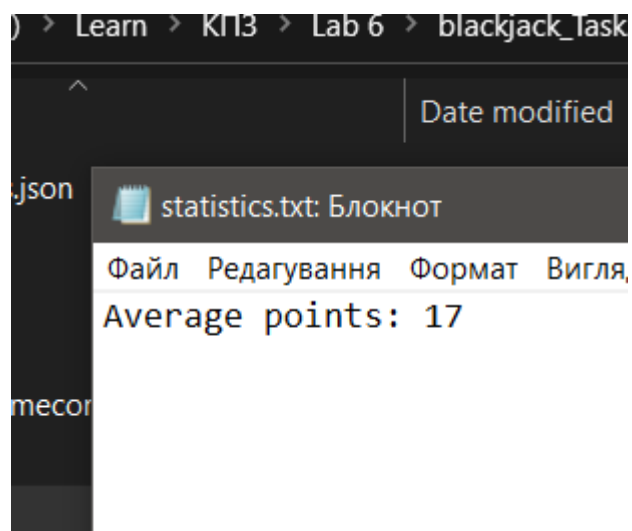 ) > Learn > КПЗ > Lab 6 > blackjack_Task
Date modified
.json
statistics.txt: Блокнот
Файл Редагування Формат Вигля
Average points: 17
mecor